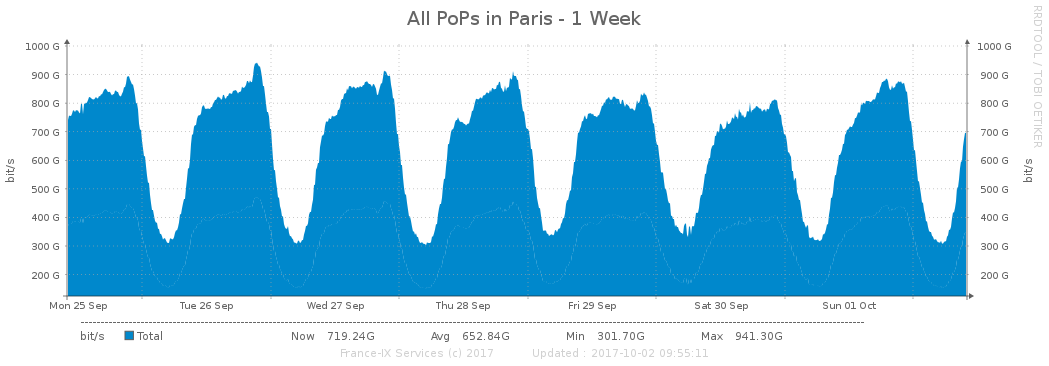 All PoPs in Paris - 1 Week
RRDTOOL / TOBI OETIKER
bit/s
1000 G 1000 G
900 G 900 G
800 G 800 G
700 G 700 G
600 G 600 G
500 G 500 G
400 G 400 G
300 G 300 G
200 G 200 G
bit/s
Mon 25 Sep Tue 26 Sep Wed 27 Sep Thu 28 Sep Fri 29 Sep Sat 30 Sep Sun 01 Oct
bit/s Total Now 719.24G Avg 652.84G Min 301.70G Max 941.30G
France-IX Services (c) 2017 Updated : 2017-10-02 09:55:11